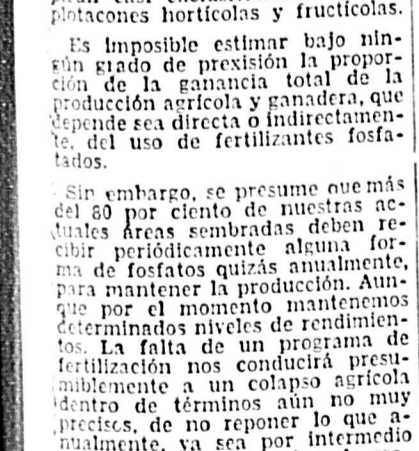 plotacones hortícolas y fructícolas.
Es imposible estimar bajo nin-
gún grado de prexisión la propor-
ción de la ganancia total de la
producción agrícola y ganadera, que
depende sea directa o indirectamen-
te, del uso de fertilizantes fosfa-
tados.
Sin embargo, se presume que más
del 80 por ciento de nuestras ac-
tuales áreas sembradas deben re-
cibir periódicamente alguna for-
ma de fosfatos quizás anualmente,
para mantener la producción. Aun-
que por el momento mantenemos
determinados niveles de rendimien-
tos. La falta de un programa de
fertilización nos conducirá presu-
miblemente a un colapso agrícola
dentro de términos aún no muy
precisos, de no reponer lo que a-
nualmente, ya sea por intermedio